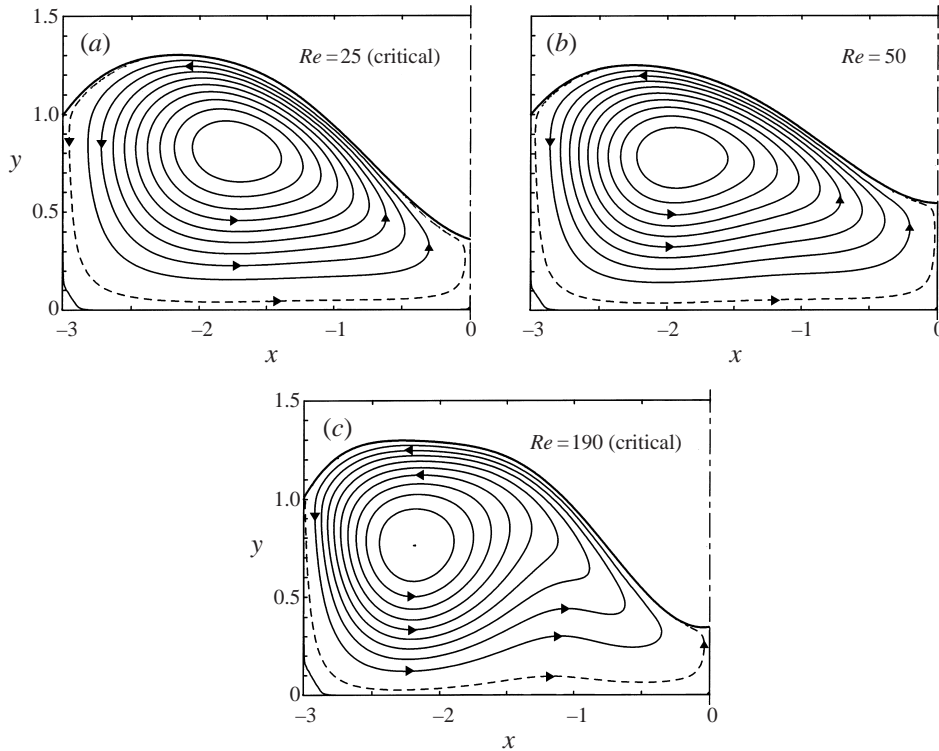 1.5
(a)
Re = 25 (critical)
1.0
y
0.5
0
−3
−2
−1
0
x
(b)
Re = 50
−3
−2
−1
0
x
1.5
(c)
Re = 190 (critical)
1.0
y
0.5
0
−3
−2
−1
0
x